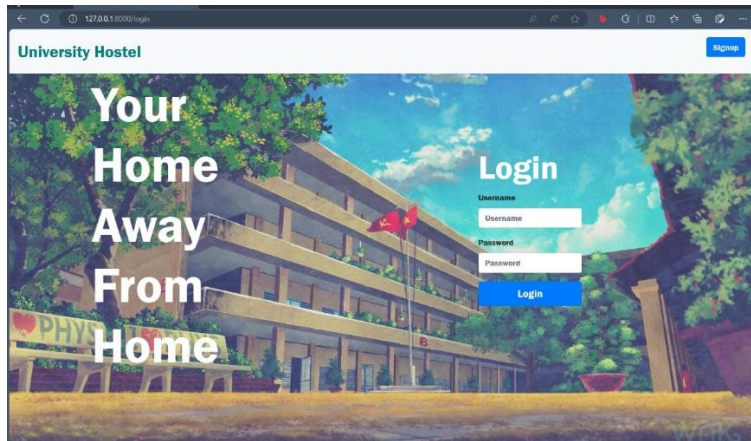 127.0.0.1:8000/login
University Hostel
Signup
Your
Home
Away
From
Home
Login
Username
Username
Password
Password
Login
B